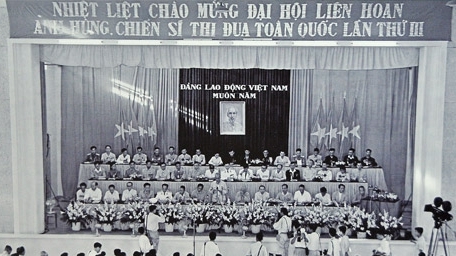 NHIỆT LIỆT CHÀO MỪNG ĐẠI HỘI LIÊN HOAN
ANH HÙNG, CHIẾN SĨ THI ĐUA TOÀN QUỐC LẦN THỨ III
ĐẢNG LAO ĐỘNG VIỆT NAM
MUÔN NĂM